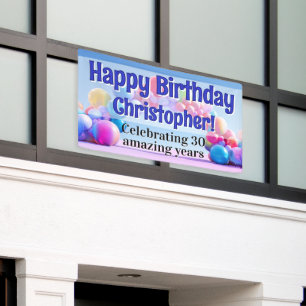 Happy Birthday
Christopher!
Celebrating 30
amazing years